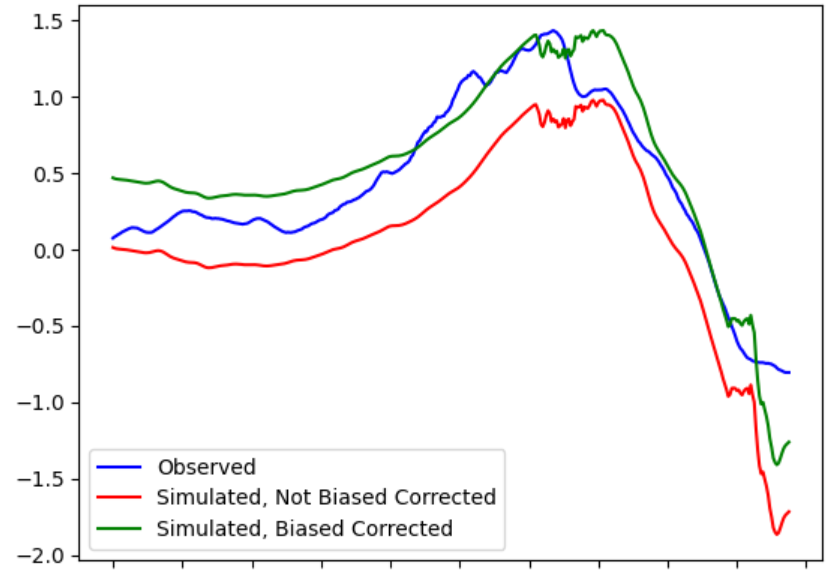 1.5
1.0
0.5
0.0
−0.5
−1.0
−1.5
−2.0
Observed
Simulated, Not Biased Corrected
Simulated, Biased Corrected